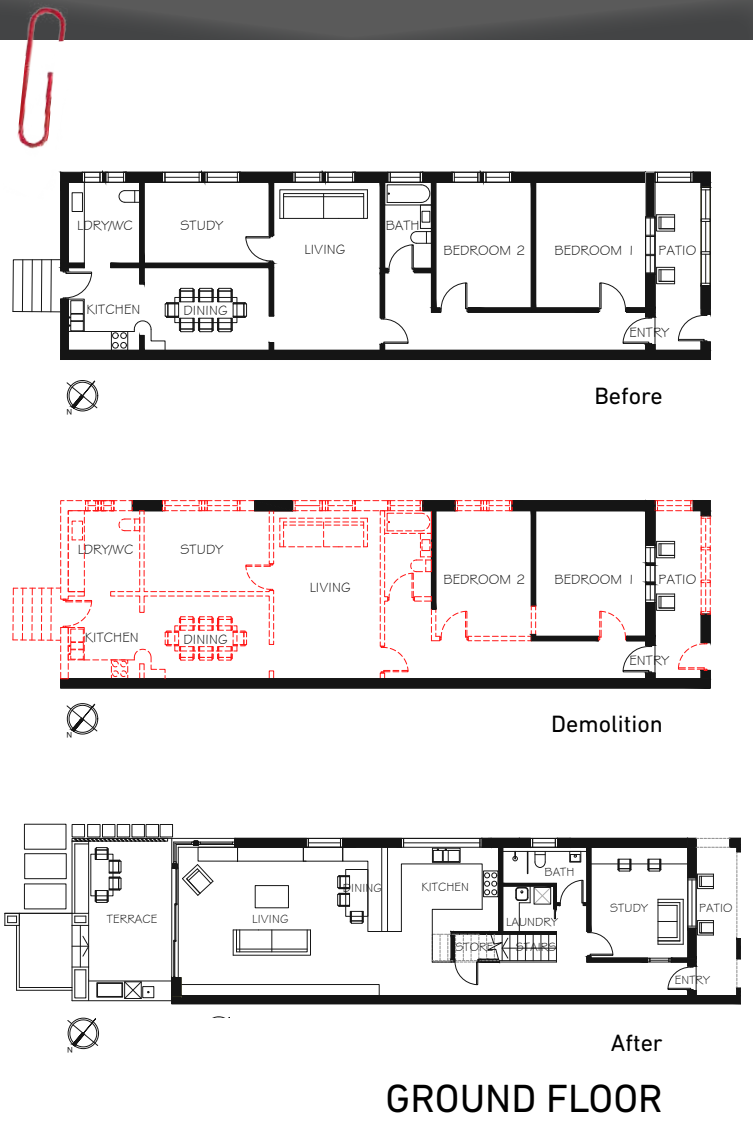 LDRY/WC
STUDY
LIVING
BATH
BEDROOM 2
BEDROOM 1
PATIO
KITCHEN
DINING
ENTRY
N
Before
LDRY/WC
STUDY
LIVING
BEDROOM 2
BEDROOM 1
PATIO
KITCHEN
DINING
ENTRY
N
Demolition
TERRACE
LIVING
DINING
KITCHEN
BATH
LAUNDRY
STUDY
PATIO
STORE
STAIRS
ENTRY
N
After
GROUND FLOOR